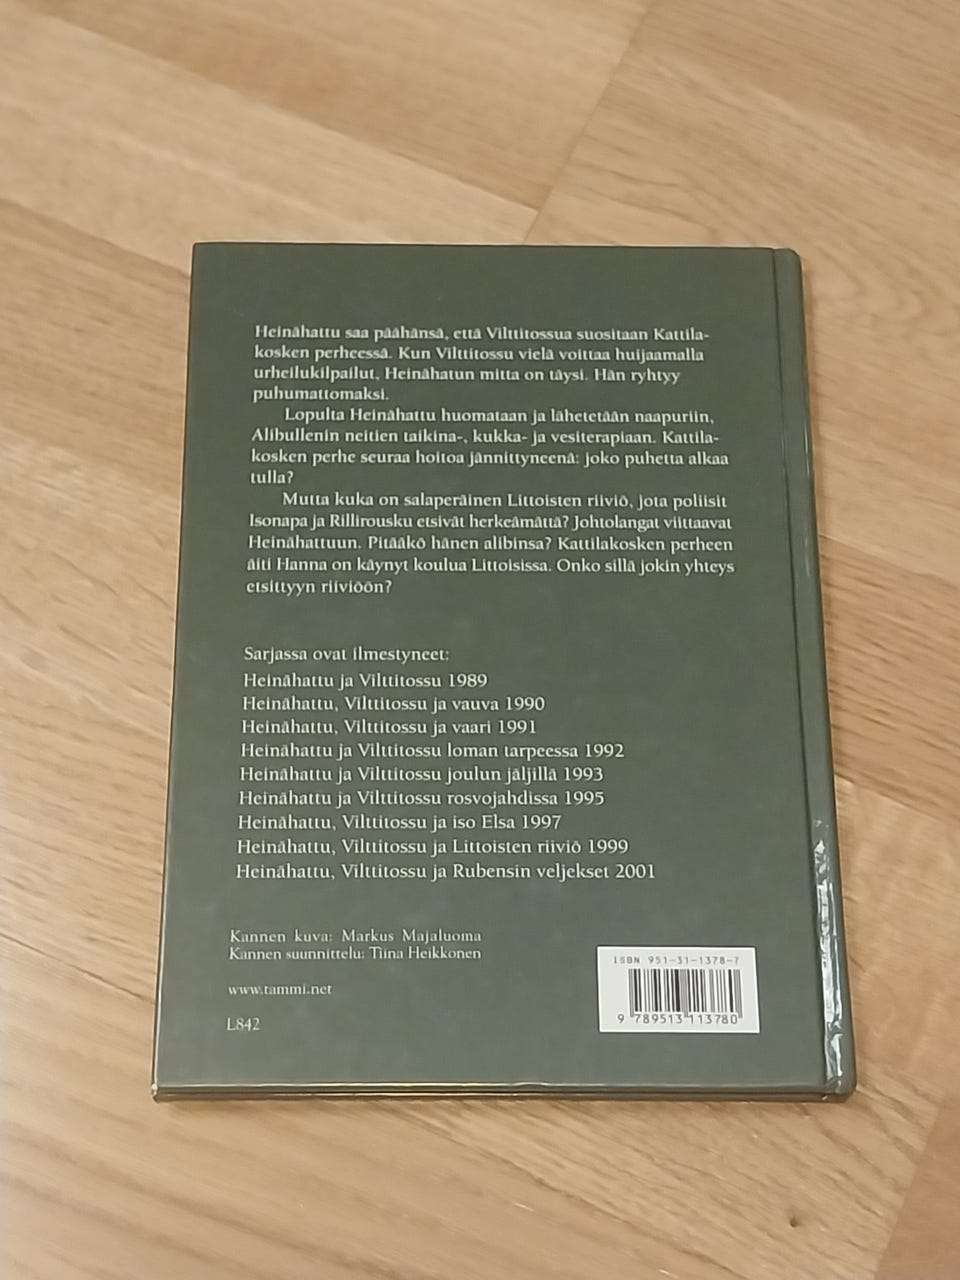 Heinähattu saa päähänsä, että Vilttitossua suositaan Kattila-
kosken perheessä. Kun Vilttitossu vielä voittaa huijaamalla
urheilukilpailut, Heinähatun mitta on täysi. Hän ryhtyy
puhumattomaksi.
Lopulta Heinähattu huomataan ja lähetetään naapuriin,
Alibullenin neitien taikina-, kukka- ja vesiterapiaan. Kattila-
kosken perhe seuraa hoitoa jännittyneenä: joko puhetta alkaa
tulla?
Mutta kuka on salaperäinen Littoisten riiviö, jota poliisit
Isonapa ja Rillirousku etsivät herkeämättä? Johtolangat viittaavat
Heinähattuun. Pitääkö hänen alibinsa? Kattilakosken perheen
äiti Hanna on käynyt koulua Littoisissa. Onko sillä jokin yhteys
etsittyyn riiviöön?
Sarjassa ovat ilmestyneet:
Heinähattu ja Vilttitossu 1989
Heinähattu, Vilttitossu ja vauva 1990
Heinähattu, Vilttitossu ja vaari 1991
Heinähattu ja Vilttitossu loman tarpeessa 1992
Heinähattu ja Vilttitossu joulun jäljillä 1993
Heinähattu ja Vilttitossu rosvojahdissa 1995
Heinähattu, Vilttitossu ja iso Elsa 1997
Heinähattu, Vilttitossu ja Littoisten riiviö 1999
Heinähattu, Vilttitossu ja Rubensin veljekset 2001
Kannen kuva: Markus Majaluoma
Kannen suunnittelu: Tiina Heikkonen
www.tammi.net
L842
ISBN 951-31-1378-7
9 789513 113780